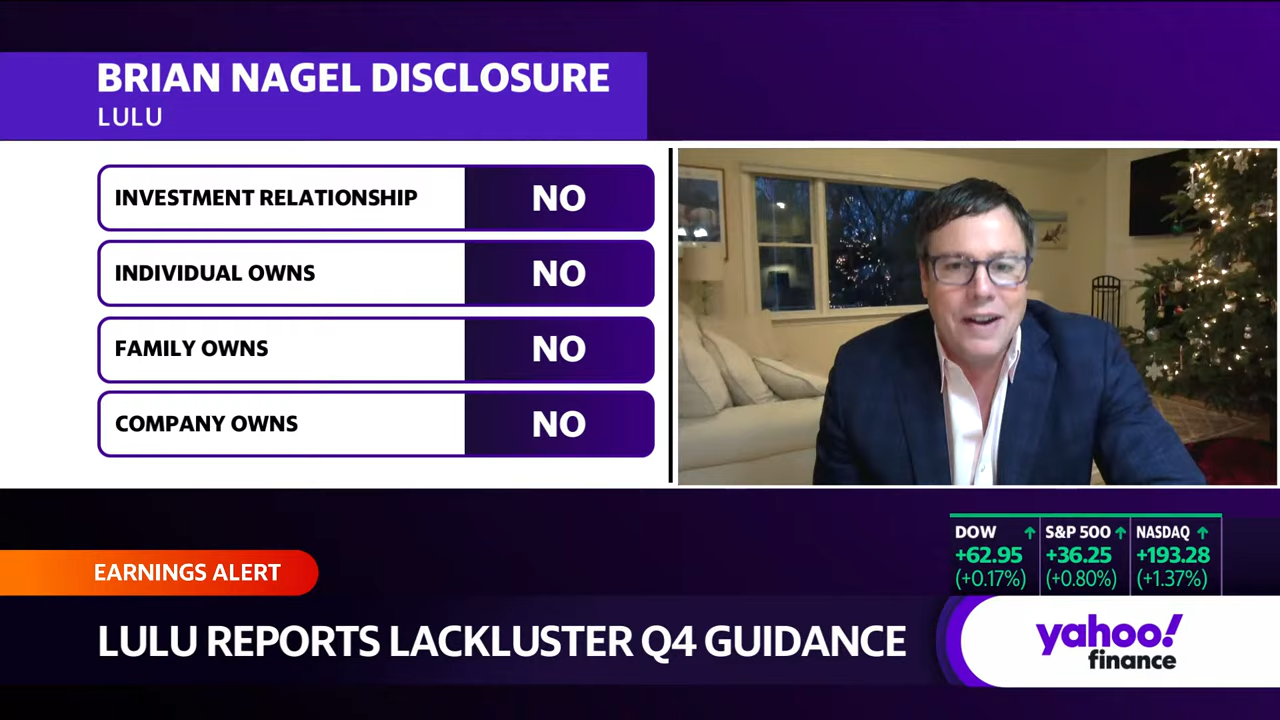 BRIAN NAGEL DISCLOSURE
LULU
INVESTMENT RELATIONSHIP NO
INDIVIDUAL OWNS NO
FAMILY OWNS NO
COMPANY OWNS NO
DOW S&P 500 NASDAQ
+62.95 +36.25 +193.28
(+0.17%) (+0.80%) (+1.37%)
EARNINGS ALERT
LULU REPORTS LACKLUSTER Q4 GUIDANCE
yahoo!
finance